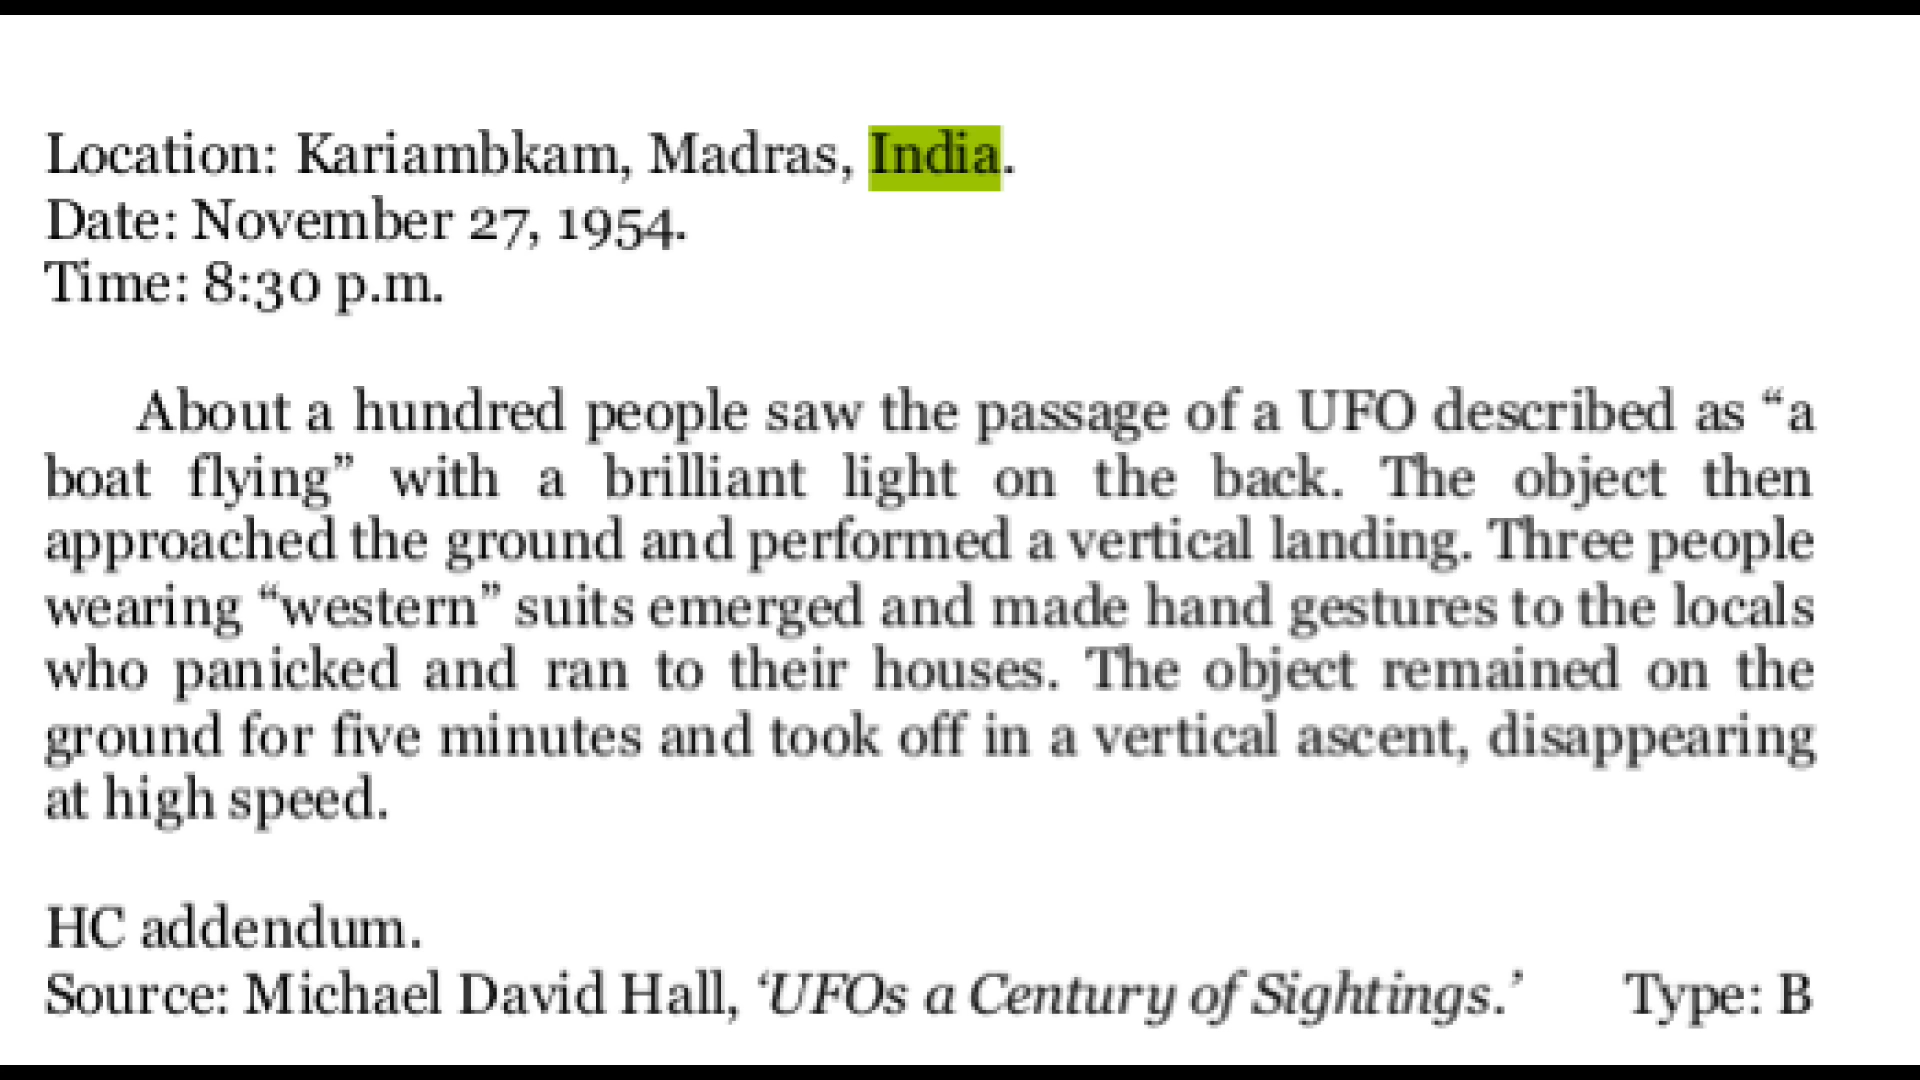 Location: Kariambkam, Madras, India.
Date: November 27, 1954.
Time: 8:30 p.m.
About a hundred people saw the passage of a UFO described as “a
boat flying” with a brilliant light on the back. The object then
approached the ground and performed a vertical landing. Three people
wearing “western” suits emerged and made hand gestures to the locals
who panicked and ran to their houses. The object remained on the
ground for five minutes and took off in a vertical ascent, disappearing
at high speed.
HC addendum.
Source: Michael David Hall, ‘UFOs a Century of Sightings.’ Type: B